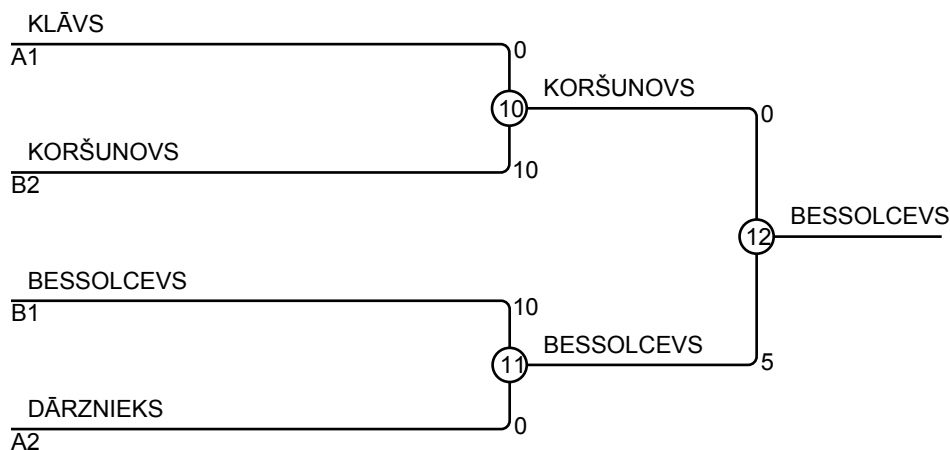 KLĀVS
A1
0
10
KORŠUNOVS
0
KORŠUNOVS
B2
10
12
BESSOLCEVS
BESSOLCEVS
B1
10
11
BESSOLCEVS
5
DĀRZNIEKS
A2
0